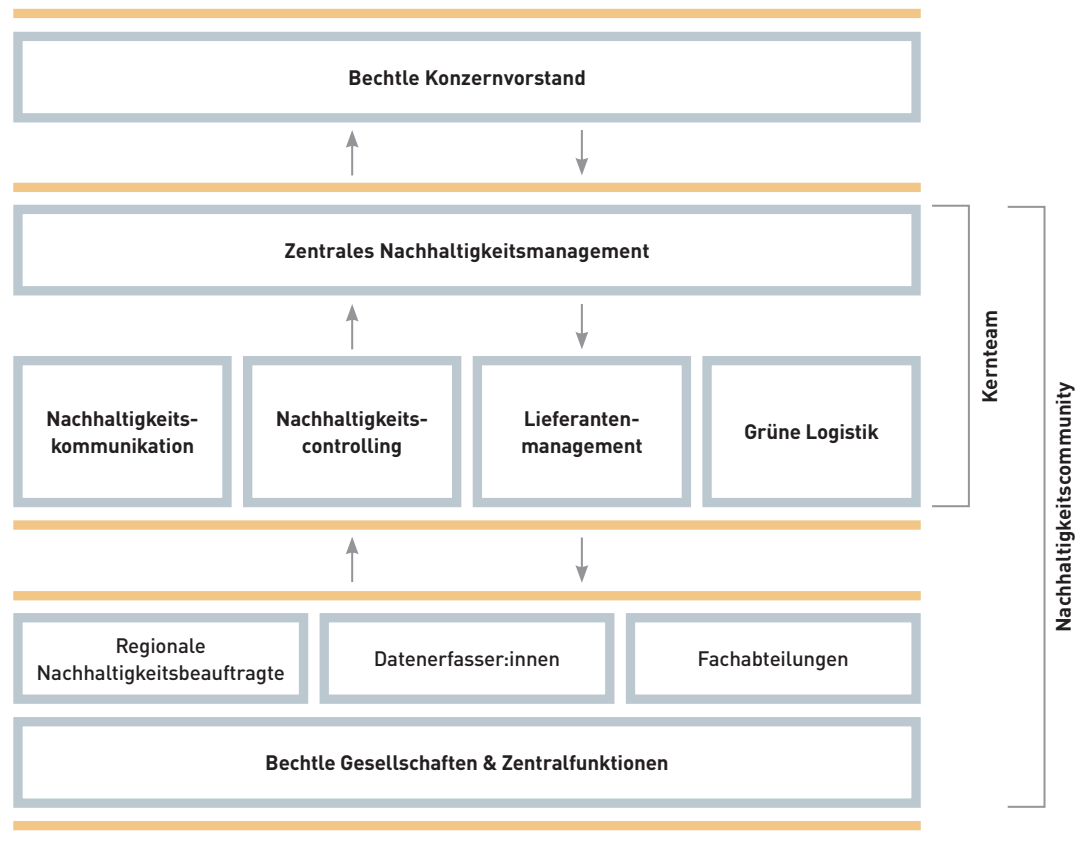 Bechtle Konzernvorstand
Zentrales Nachhaltigkeitsmanagement
Nachhaltigkeits-
kommunikation
Nachhaltigkeits-
controlling
Lieferanten-
management
Grüne Logistik
Kernteam
Nachhaltigkeitscommunity
Regionale
Nachhaltigkeitsbeauftragte
Datenerfasser:innen
Fachabteilungen
Bechtle Gesellschaften & Zentralfunktionen